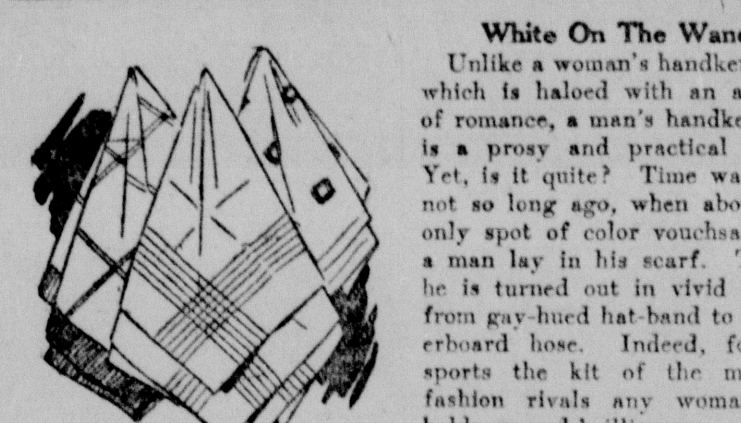 White On The Wane
Unlike a woman's handke
which is haloed with an a
of romance, a man's handke
is a prosy and practical
Yet, is it quite? Time wa
not so long ago, when abo
only spot of color vouchsa
a man lay in his scarf. T
he is turned out in vivid
from gay-hued hat-band to
erboard hose. Indeed, fo
sports the kit of the m
fashion rivals any woma